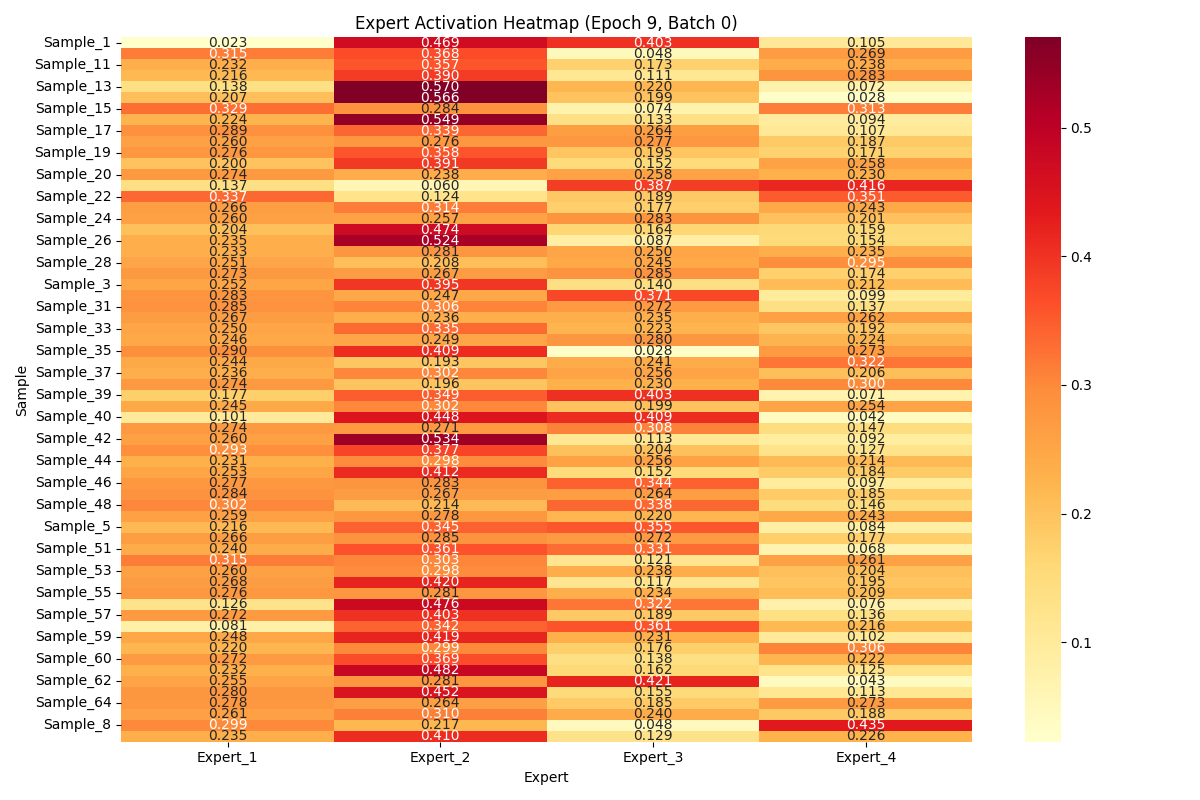 Expert Activation Heatmap (Epoch 9, Batch 0)
Sample_1 0.023 0.469 0.403 0.105
0.315 0.368 0.048 0.269
Sample_11 0.232 0.357 0.173 0.238
0.216 0.390 0.111 0.283
Sample_13 0.138 0.570 0.220 0.072
0.207 0.566 0.199 0.028
Sample_15 0.329 0.284 0.074 0.313
0.224 0.549 0.133 0.094
Sample_17 0.289 0.339 0.264 0.107
0.260 0.276 0.277 0.187
Sample_19 0.276 0.358 0.195 0.171
0.200 0.391 0.152 0.258
Sample_20 0.274 0.238 0.258 0.230
0.137 0.060 0.387 0.416
Sample_22 0.337 0.124 0.189 0.351
0.266 0.314 0.177 0.243
Sample_24 0.260 0.257 0.283 0.201
0.204 0.474 0.164 0.159
Sample_26 0.235 0.524 0.087 0.154
0.233 0.281 0.250 0.235
Sample_28 0.251 0.208 0.245 0.295
0.273 0.267 0.285 0.174
Sample_3 0.252 0.395 0.140 0.212
0.283 0.247 0.371 0.099
Sample_31 0.285 0.306 0.272 0.137
0.267 0.236 0.235 0.262
Sample_33 0.250 0.335 0.223 0.192
0.246 0.249 0.280 0.224
Sample_35 0.290 0.409 0.028 0.273
0.244 0.193 0.241 0.322
Sample_37 0.236 0.302 0.256 0.206
0.274 0.196 0.230 0.300
Sample_39 0.177 0.349 0.403 0.071
0.245 0.302 0.199 0.254
Sample_40 0.101 0.448 0.409 0.042
0.274 0.271 0.308 0.147
Sample_42 0.260 0.534 0.113 0.092
0.293 0.377 0.204 0.127
Sample_44 0.231 0.298 0.256 0.214
0.253 0.412 0.152 0.184
Sample_46 0.277 0.283 0.344 0.097
0.284 0.267 0.264 0.185
Sample_48 0.302 0.214 0.338 0.146
0.259 0.278 0.220 0.243
Sample_5 0.216 0.345 0.355 0.084
0.266 0.285 0.272 0.177
Sample_51 0.240 0.361 0.331 0.068
0.315 0.303 0.121 0.261
Sample_53 0.260 0.298 0.238 0.204
0.268 0.420 0.117 0.195
Sample_55 0.276 0.281 0.234 0.209
0.126 0.476 0.322 0.076
Sample_57 0.272 0.403 0.189 0.136
0.081 0.342 0.361 0.216
Sample_59 0.248 0.419 0.231 0.102
0.220 0.299 0.176 0.306
Sample_60 0.272 0.369 0.138 0.222
0.232 0.482 0.162 0.125
Sample_62 0.255 0.281 0.421 0.043
0.280 0.452 0.155 0.113
Sample_64 0.278 0.264 0.185 0.273
0.261 0.310 0.240 0.188
Sample_8 0.299 0.217 0.048 0.435
0.235 0.410 0.129 0.226
Expert_1 Expert_2 Expert_3 Expert_4
Expert
Sample
0.5
0.4
0.3
0.2
0.1